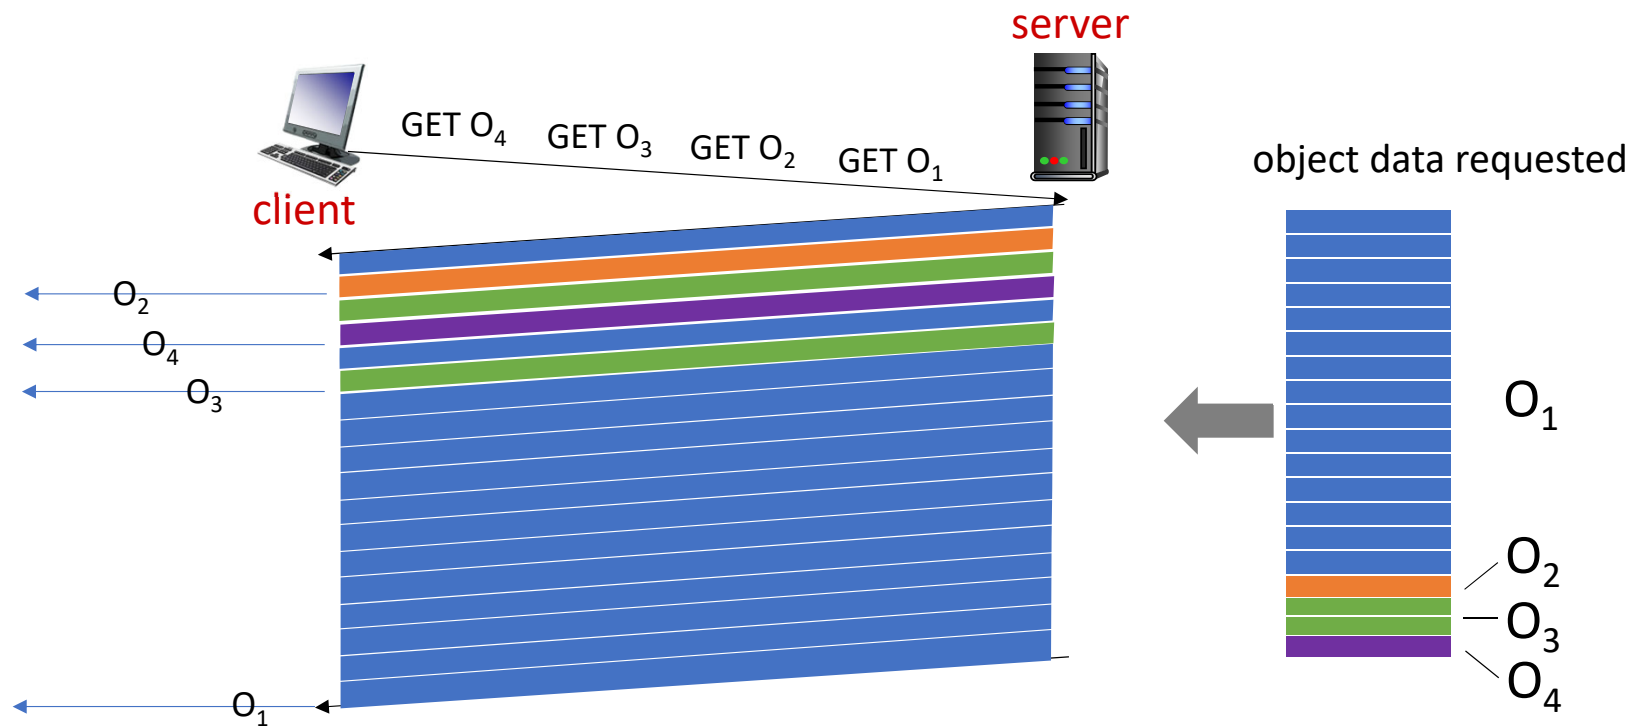 server
GET O₄
GET O₃
GET O₂
GET O₁
object data requested
client
O₂
O₄
O₃
O₁
O₁
O₂
O₃
O₄